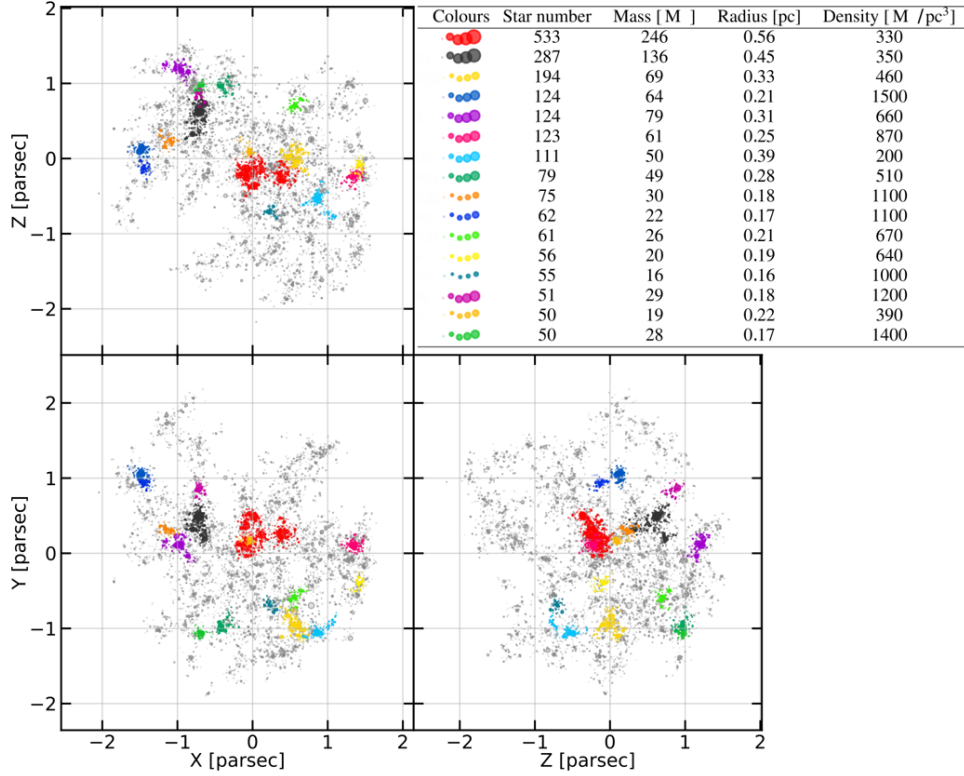 Colours Star number Mass [ M ] Radius [pc] Density [ M /pc³]
533 246 0.56 330
287 136 0.45 350
194 69 0.33 460
124 64 0.21 1500
124 79 0.31 660
123 61 0.25 870
111 50 0.39 200
79 49 0.28 510
75 30 0.18 1100
62 22 0.17 1100
61 26 0.21 670
56 20 0.19 640
55 16 0.16 1000
51 29 0.18 1200
50 19 0.22 390
50 28 0.17 1400
Z [parsec]
2
1
0
−1
−2
Y [parsec]
2
1
0
−1
−2
−2 −1 0 1 2
X [parsec]
−2 −1 0 1 2
Z [parsec]